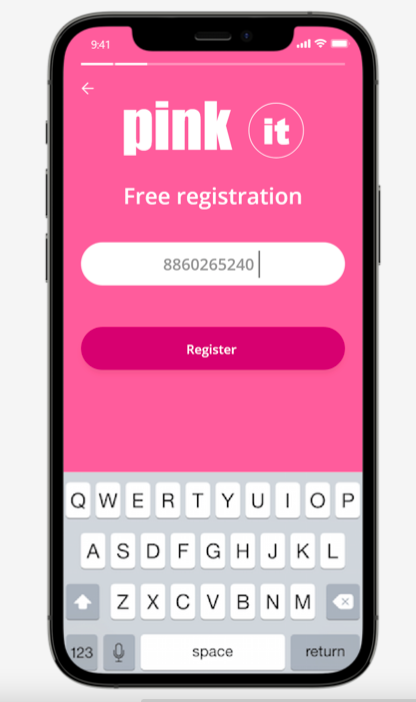 9:41
pink it
Free registration
8860265240
Register
Q W E R T Y U I O P
A S D F G H J K L
Z X C V B N M
123 space return